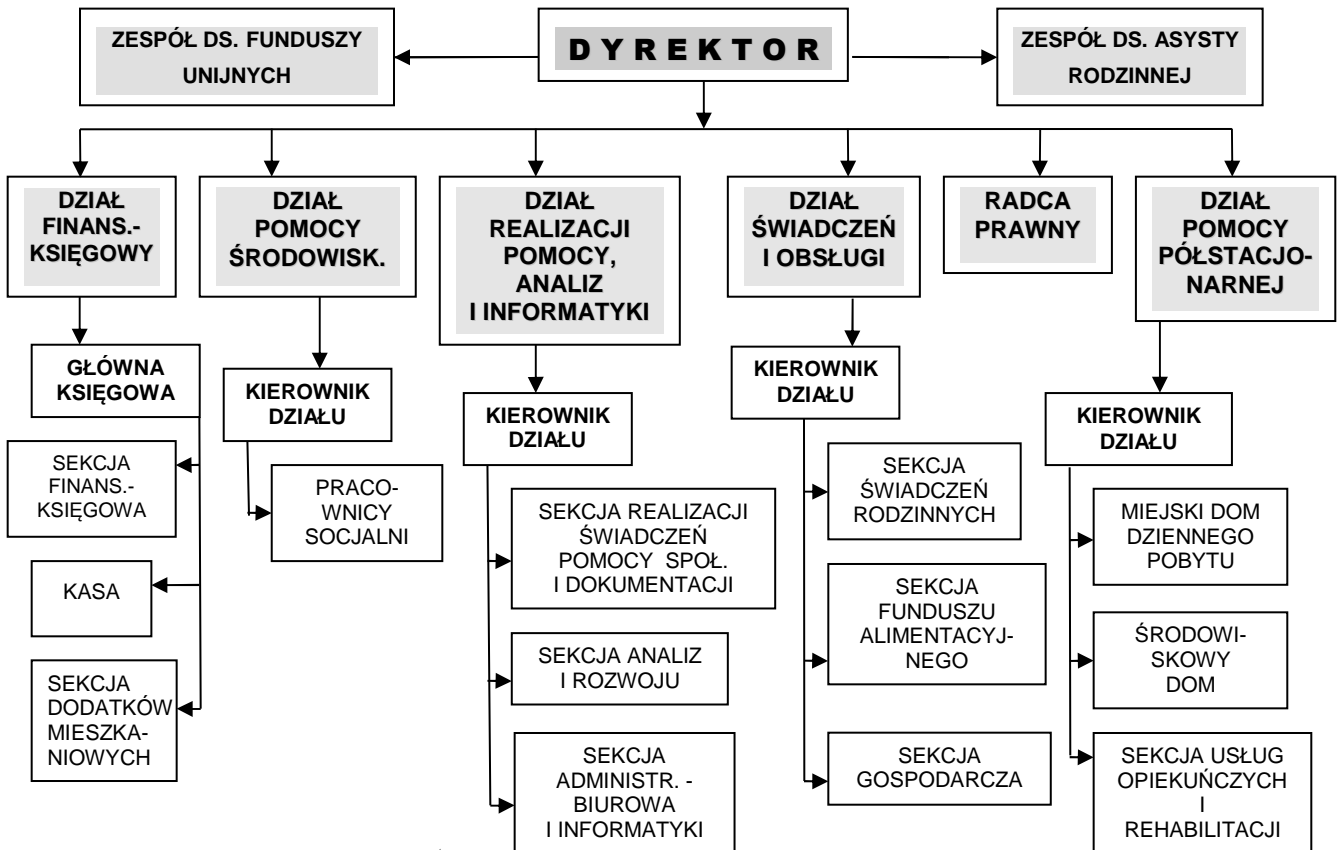 ZESPÓŁ DS. FUNDUSZY
UNIJNYCH
DYREKTOR
ZESPÓŁ DS. ASYSTY
RODZINNEJ
DZIAŁ
FINANS.-
KSIĘGOWY
DZIAŁ
POMOCY
ŚRODOWISK.
DZIAŁ
REALIZACJI
POMOCY,
ANALIZ
I INFORMATYKI
DZIAŁ
ŚWIADCZEŃ
I OBSŁUGI
RADCA
PRAWNY
DZIAŁ
POMOCY
PÓŁSTACJO-
NARNEJ
GŁÓWNA
KSIĘGOWA
SEKCJA
FINANS.-
KSIĘGOWA
KASA
SEKCJA
DODATKÓW
MIESZKA-
NIOWYCH
KIEROWNIK
DZIAŁU
PRACO-
WNICY
SOCJALNI
KIEROWNIK
DZIAŁU
SEKCJA REALIZACJI
ŚWIADCZEŃ
POMOCY SPOŁ.
I DOKUMENTACJI
SEKCJA ANALIZ
I ROZWOJU
SEKCJA
ADMINISTR. -
BIUROWA
I INFORMATYKI
KIEROWNIK
DZIAŁU
SEKCJA
ŚWIADCZEŃ
RODZINNYCH
SEKCJA
FUNDUSZU
ALIMENTACYJ-
NEGO
SEKCJA
GOSPODARCZA
KIEROWNIK
DZIAŁU
MIEJSKI DOM
DZIENNEGO
POBYTU
ŚRODOWI-
SKOWY
DOM
SEKCJA USŁUG
OPIEKUŃCZYCH
I
REHABILITACJI